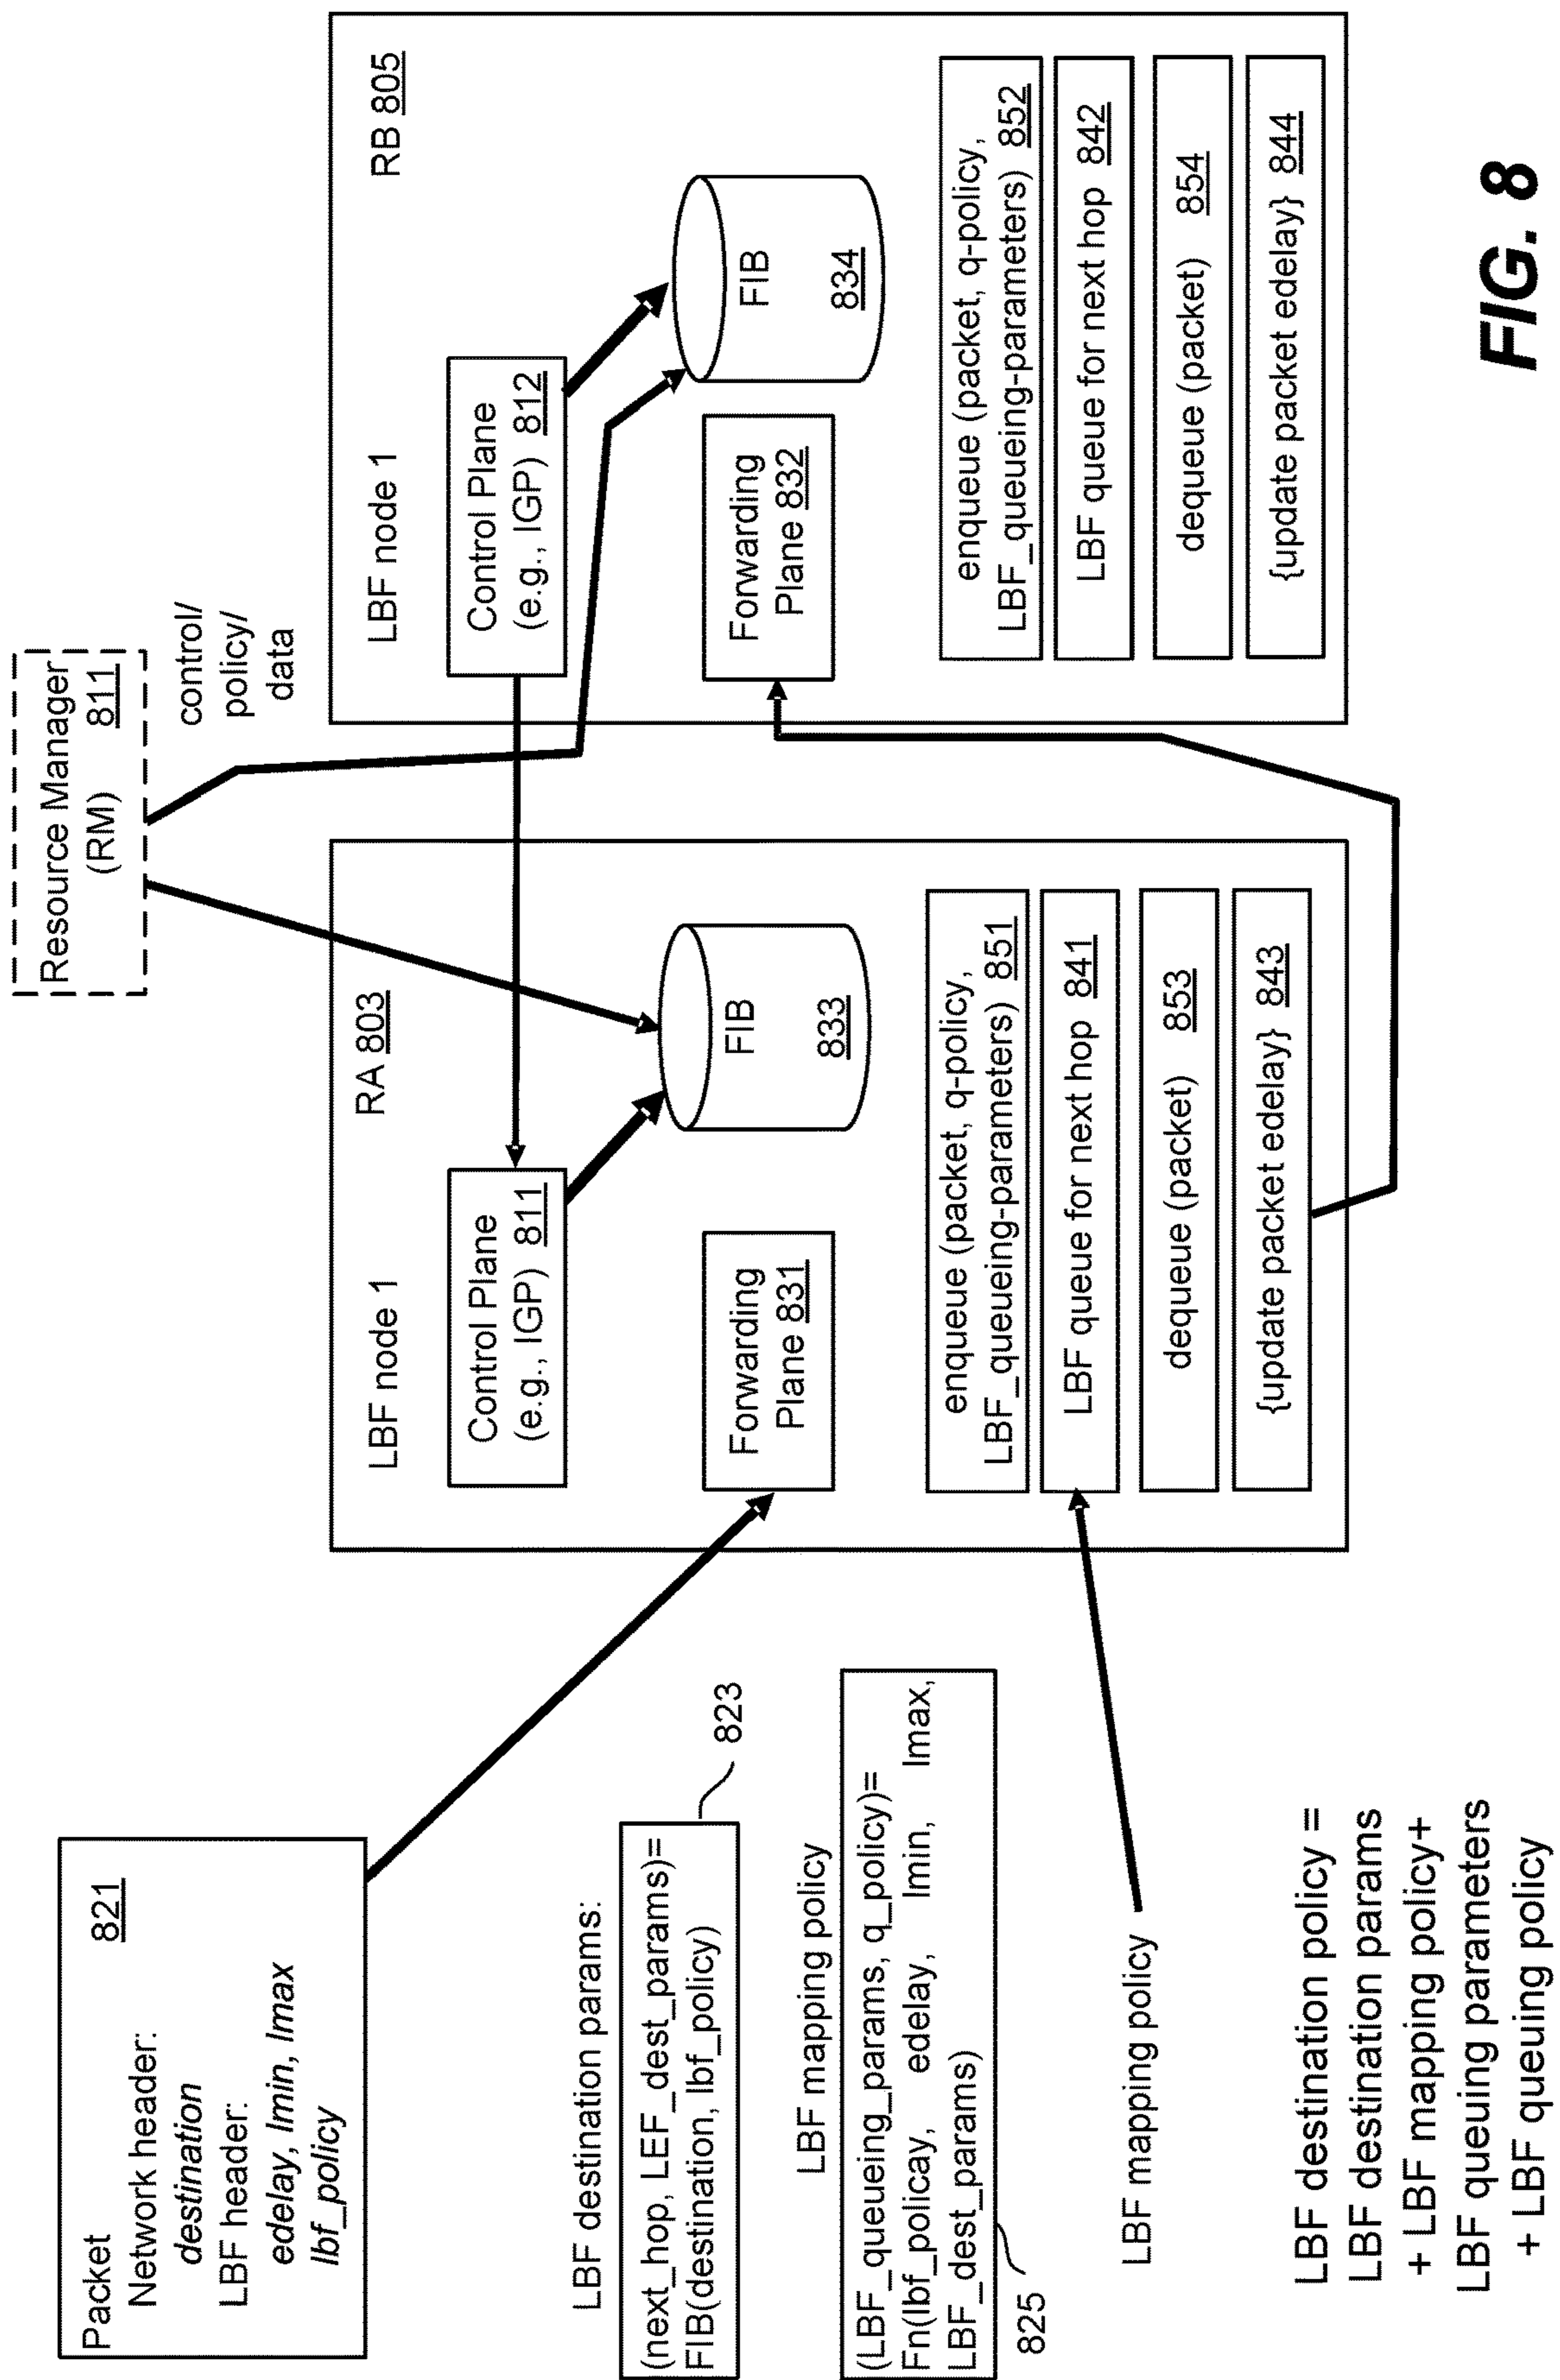 Resource Manager
(RM) 811
control/
policy/
data
Packet 821
Network header:
destination
LBF header:
edelay, lmin, lmax
lbf_policy
LBF destination params:
(next_hop, LEF_dest_params)=
FIB(destination, lbf_policy)
823
LBF mapping policy
(LBF_queueing_params, q_policy)=
Fn(lbf_policay, edelay, lmin, lmax,
LBF_dest_params)
825
LBF mapping policy
LBF destination policy =
LBF destination params
+ LBF mapping policy+
LBF queuing parameters
+ LBF queuing policy
LBF node 1 RA 803
Control Plane
(e.g., IGP) 811
Forwarding
Plane 831
FIB
833
enqueue (packet, q-policy,
LBF_queueing-parameters) 851
LBF queue for next hop 841
dequeue (packet) 853
{update packet edelay} 843
LBF node 1 RB 805
Control Plane
(e.g., IGP) 812
Forwarding
Plane 832
FIB
834
enqueue (packet, q-policy,
LBF_queueing-parameters) 852
LBF queue for next hop 842
dequeue (packet) 854
{update packet edelay} 844
FIG. 8